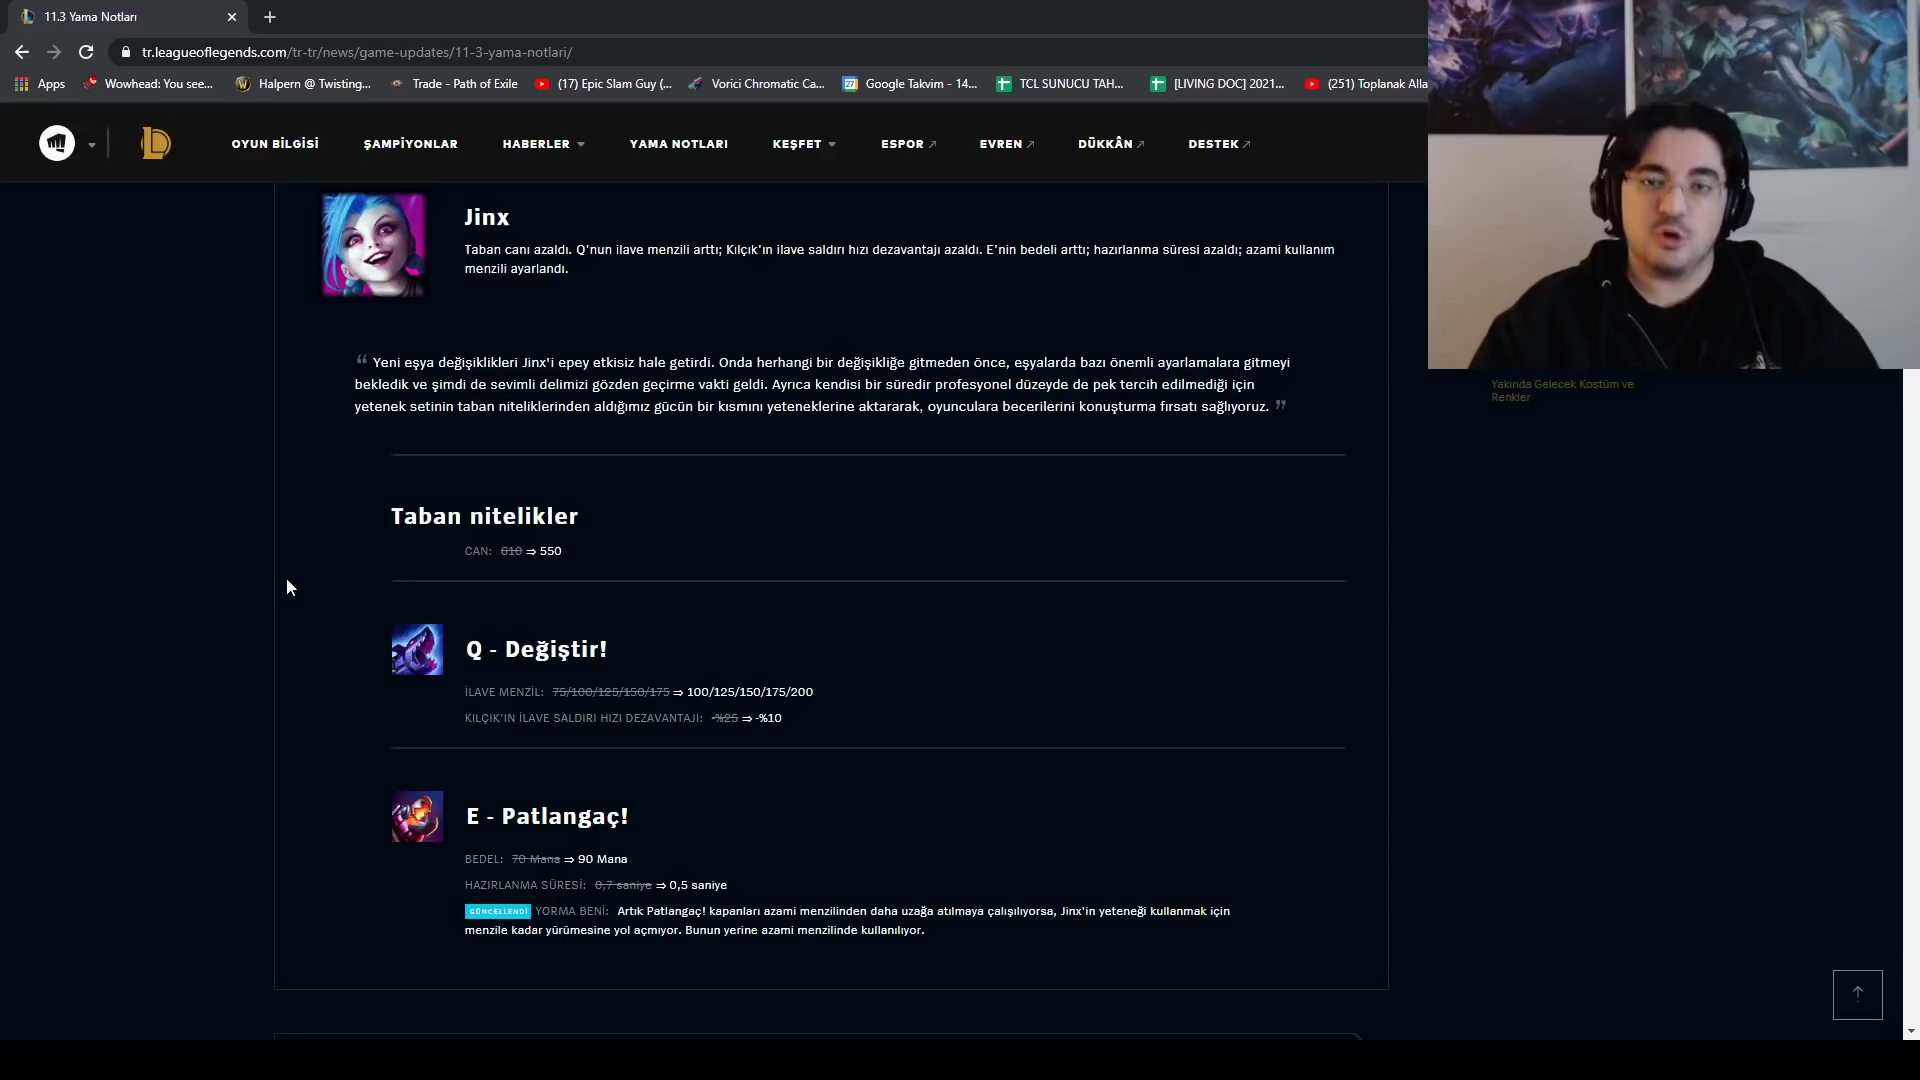 11.3 Yama Notları
tr.leagueoflegends.com/tr-tr/news/game-updates/11-3-yama-notlari/
Apps Wowhead: You see... Halpern @ Twisting... Trade - Path of Exile (17) Epic Slam Guy (... Vorici Chromatic Ca... Google Takvim - 14... TCL SUNUCU TAH... [LIVING DOC] 2021... (251) Toplanak Alla
27
OYUN BİLGİSİ ŞAMPİYONLAR HABERLER YAMA NOTLARI KEŞFET ESPOR EVREN DÜKKÂN DESTEK
Jinx
Taban canı azaldı. Q'nun ilave menzili arttı; Kılçık'ın ilave saldırı hızı dezavantajı azaldı. E'nin bedeli arttı; hazırlanma süresi azaldı; azami kullanım
menzili ayarlandı.
“ Yeni eşya değişiklikleri Jinx'i epey etkisiz hale getirdi. Onda herhangi bir değişikliğe gitmeden önce, eşyalarda bazı önemli ayarlamalara gitmeyi
bekledik ve şimdi de sevimli delimizi gözden geçirme vakti geldi. Ayrıca kendisi bir süredir profesyonel düzeyde de pek tercih edilmediği için
yetenek setinin taban niteliklerinden aldığımız gücün bir kısmını yeteneklerine aktararak, oyunculara becerilerini konuşturma fırsatı sağlıyoruz. ”
Yakında Gelecek Kostüm ve
Renkler
Taban nitelikler
CAN: 610 ⇒ 550
Q - Değiştir!
İLAVE MENZİL: 75/100/125/150/175 ⇒ 100/125/150/175/200
KILÇIK'IN İLAVE SALDIRI HIZI DEZAVANTAJI: -%25 ⇒ -%10
E - Patlangaç!
BEDEL: 70 Mana ⇒ 90 Mana
HAZIRLANMA SÜRESİ: 0,7 saniye ⇒ 0,5 saniye
GÜNCELLENDİ YORMA BENİ: Artık Patlangaç! kapanları azami menzilinden daha uzağa atılmaya çalışılıyorsa, Jinx'in yeteneği kullanmak için
menzile kadar yürümesine yol açmıyor. Bunun yerine azami menzilinde kullanılıyor.